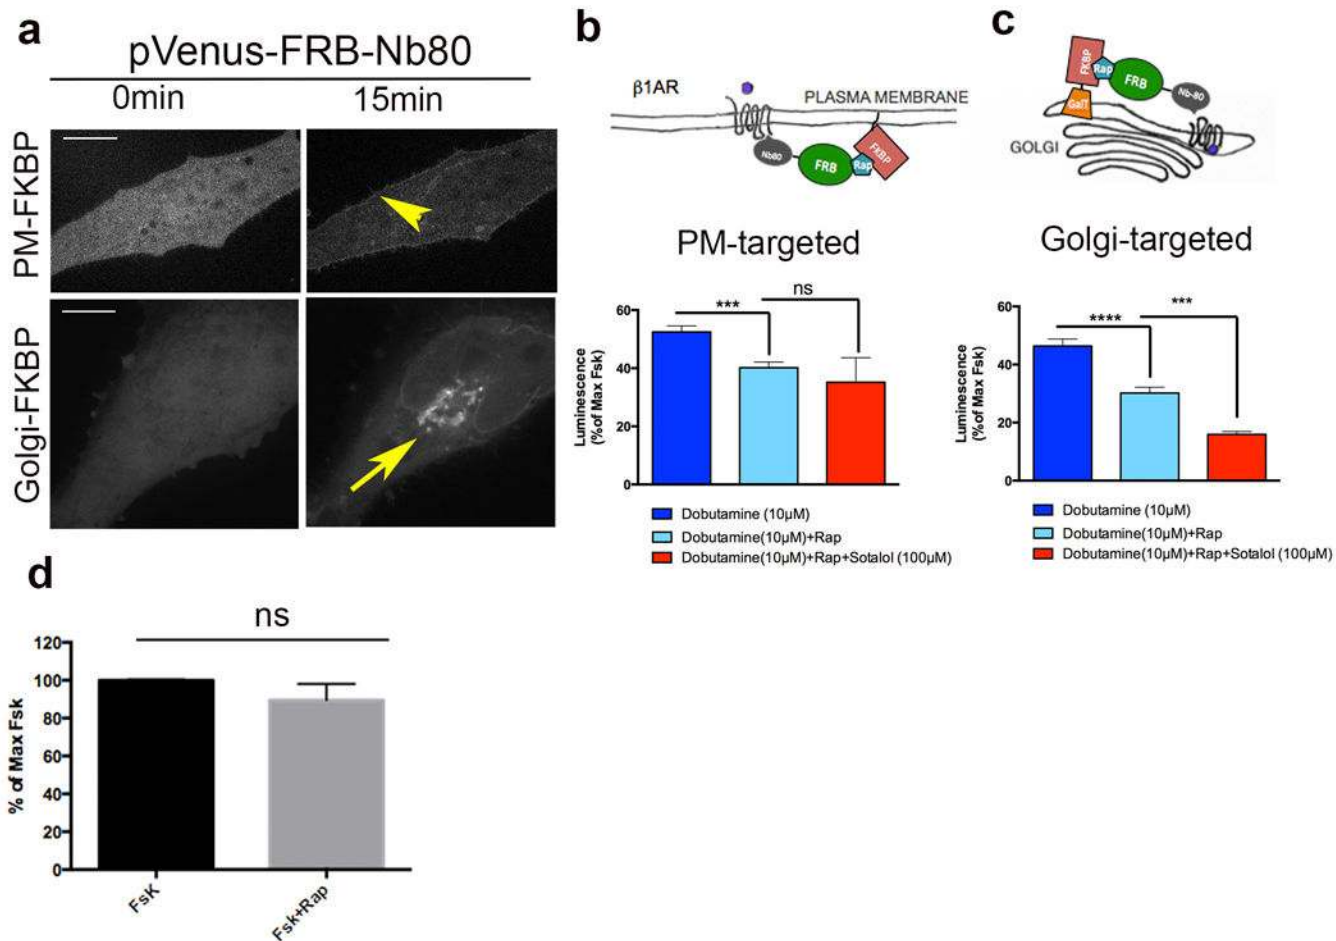 a
pVenus-FRB-Nb80
0min
15min
PM-FKBP
Golgi-FKBP
b
β1AR
PLASMA MEMBRANE
Nb80
FRB
Rap
FKBP
PM-targeted
Luminescence
(%of Max Fsk)
60
40
20
0
***
ns
Dobutamine (10μM)
Dobutamine(10μM)+Rap
Dobutamine(10μM)+Rap+Sotalol (100μM)
c
FKBP
Rap
FRB
Nb-80
GalT
GOLGI
Golgi-targeted
Luminescence
(%of Max Fsk)
60
40
20
0
****
***
Dobutamine (10μM)
Dobutamine(10μM)+Rap
Dobutamine(10μM)+Rap+Sotalol (100μM)
d
ns
% of Max Fsk
120
100
80
60
40
20
0
FsK
Fsk+Rap